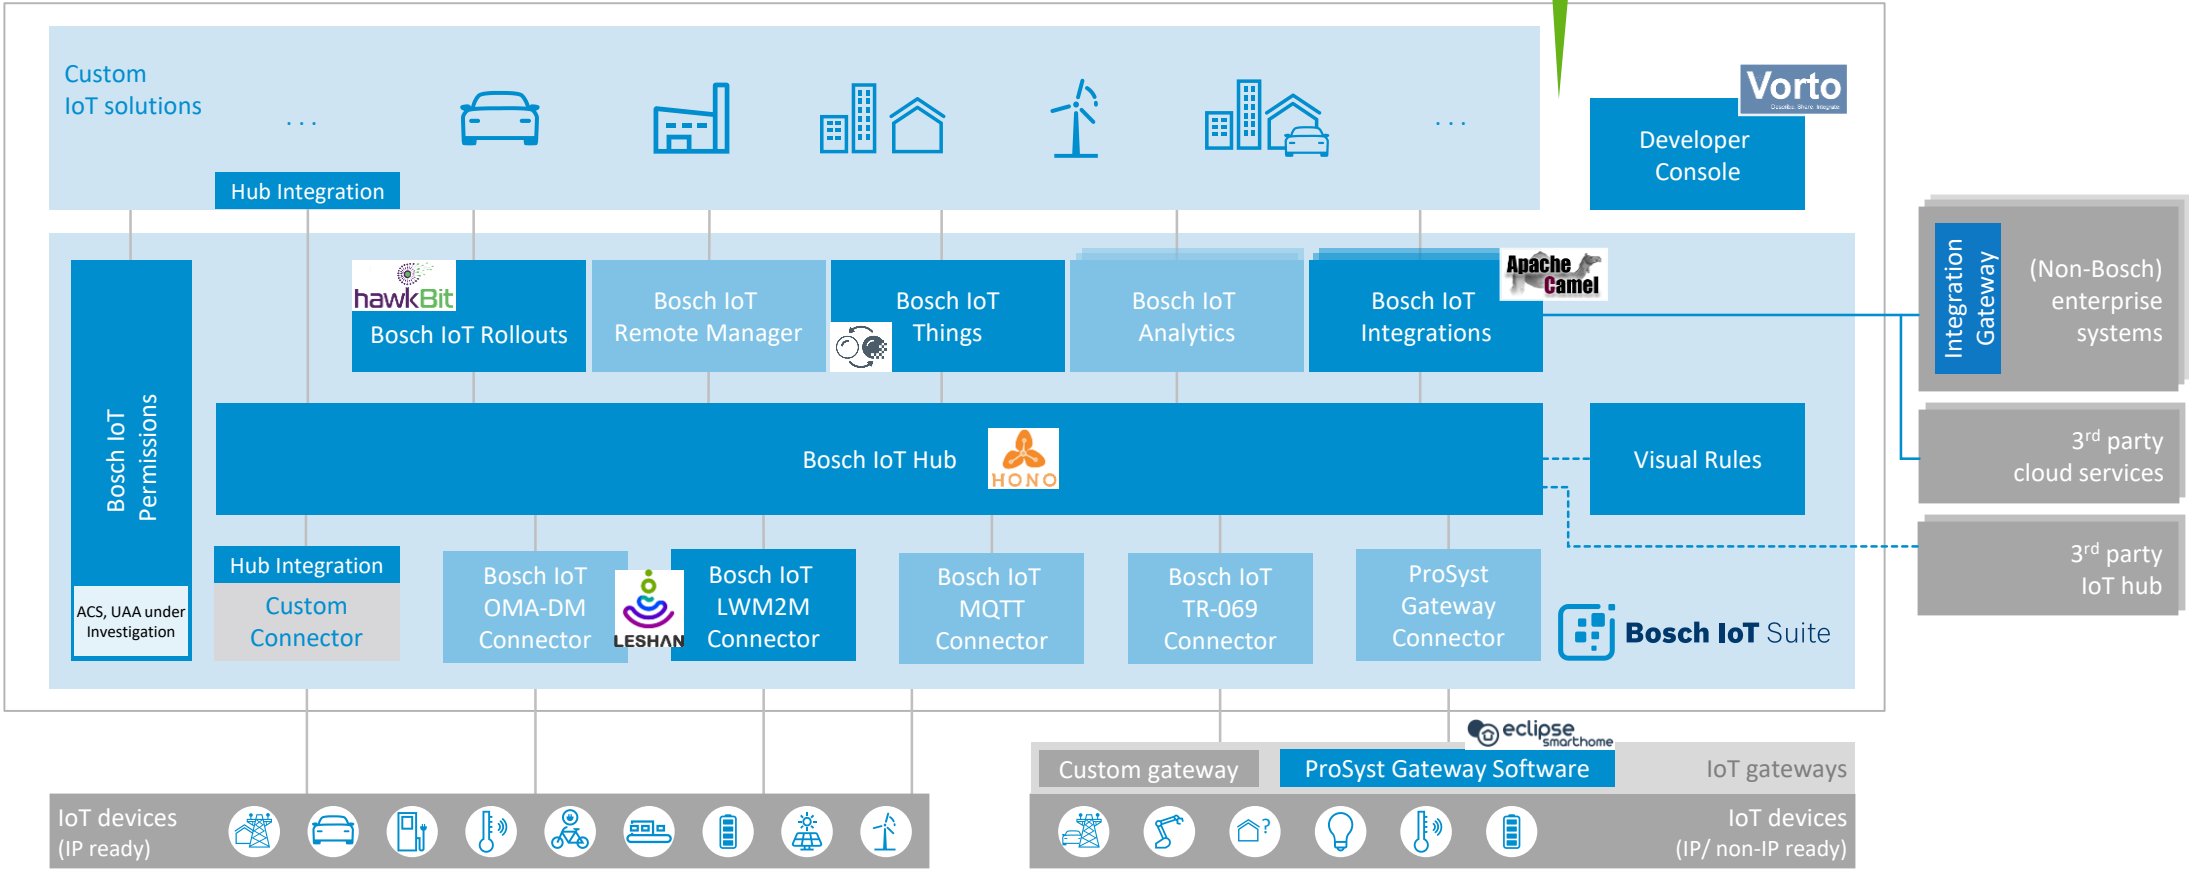 Custom
IoT solutions
. . .
. . .
Vorto
Describe. Share. Integrate.
Developer
Console
Hub Integration
Bosch IoT
Permissions
ACS, UAA under
Investigation
hawkBit
Bosch IoT Rollouts
Bosch IoT
Remote Manager
Bosch IoT
Things
Bosch IoT
Analytics
Bosch IoT
Integrations
Apache
Camel
Integration
Gateway
(Non-Bosch)
enterprise
systems
Bosch IoT Hub
HONO
Visual Rules
3rd party
cloud services
3rd party
IoT hub
Hub Integration
Custom
Connector
Bosch IoT
OMA-DM
Connector
LESHAN
Bosch IoT
LWM2M
Connector
Bosch IoT
MQTT
Connector
Bosch IoT
TR-069
Connector
ProSyst
Gateway
Connector
Bosch IoT Suite
eclipse
smarthome
Custom gateway
ProSyst Gateway Software
IoT gateways
IoT devices
(IP ready)
?
IoT devices
(IP/ non-IP ready)